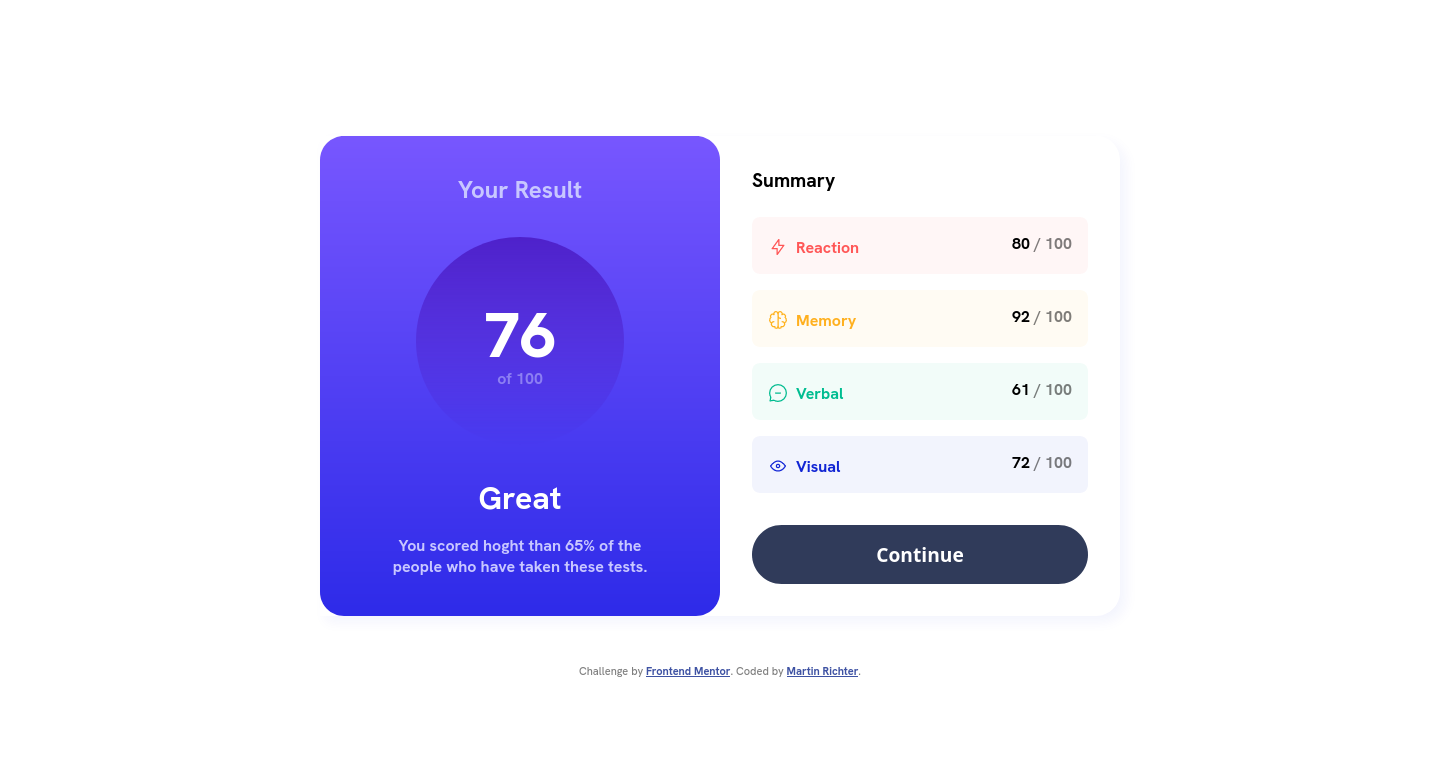 Your Result
76
of 100
Great
You scored hoght than 65% of the
people who have taken these tests.
Summary
Reaction 80 / 100
Memory 92 / 100
Verbal 61 / 100
Visual 72 / 100
Continue
Challenge by Frontend Mentor. Coded by Martin Richter.